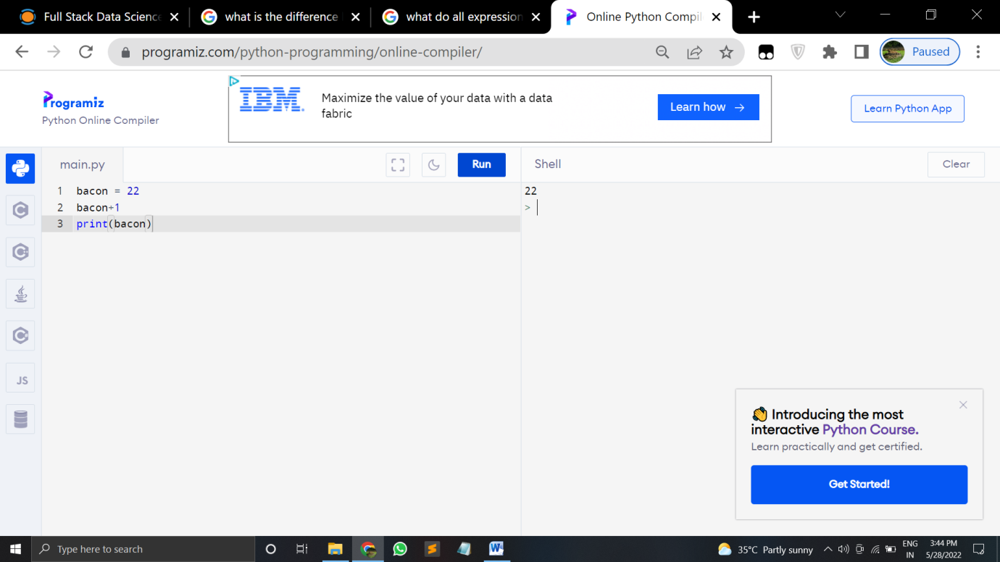 Full Stack Data Science
what is the difference
what do all expression
Online Python Compil
programiz.com/python-programming/online-compiler/
Paused
Programiz
Python Online Compiler
IBM.
Maximize the value of your data with a data
fabric
Learn how →
Learn Python App
main.py
Run
Shell
Clear
1 bacon = 22
2 bacon+1
3 print(bacon)
22
>
JS
👋 Introducing the most
interactive Python Course.
Learn practically and get certified.
Get Started!
Type here to search
35°C Partly sunny
ENG
IN
3:44 PM
5/28/2022